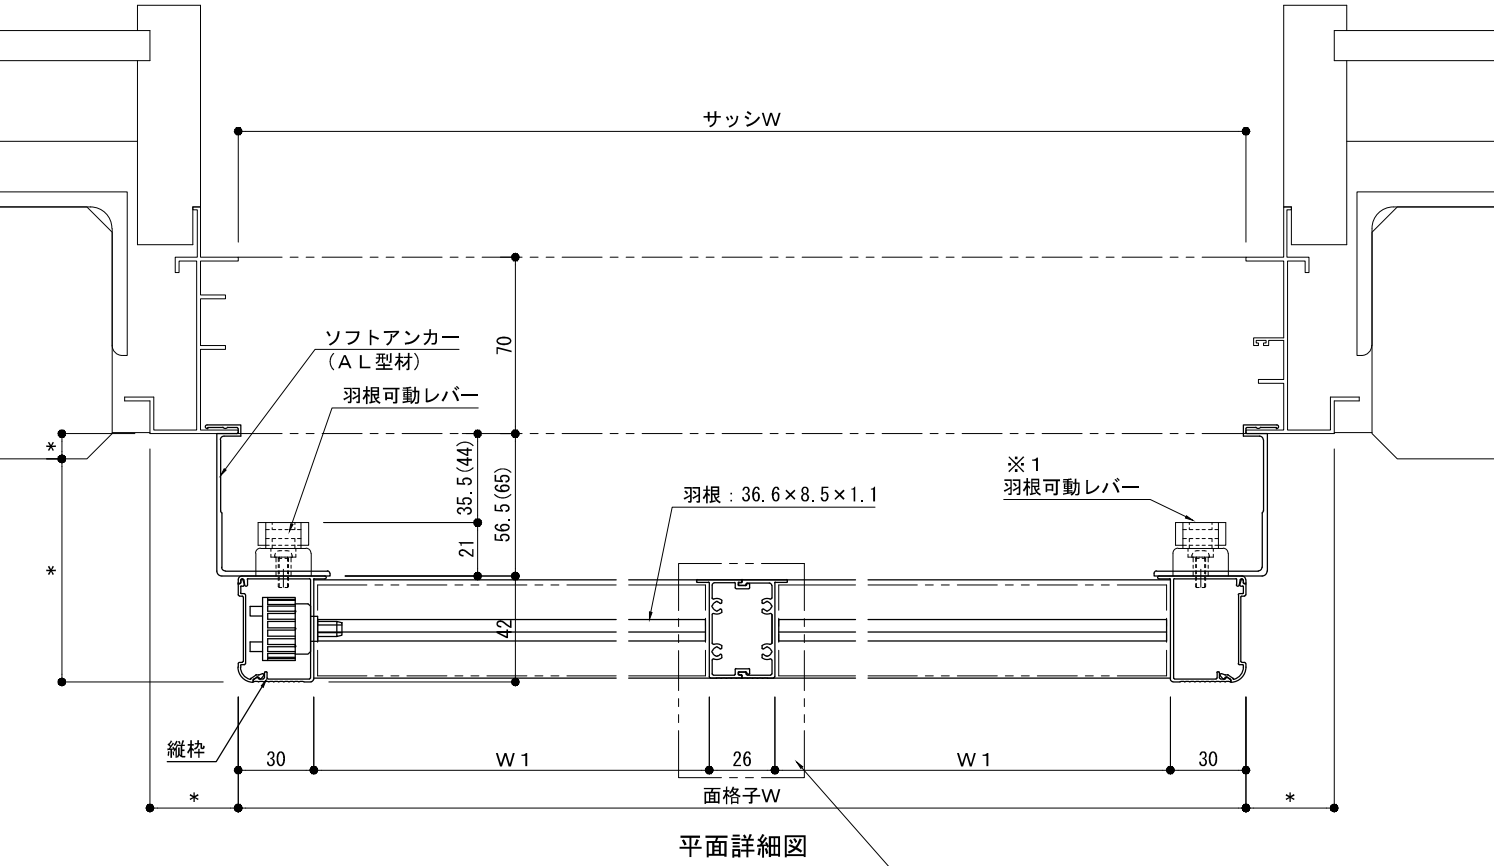 サッシW
70
ソフトアンカー
(AL型材)
羽根可動レバー
*
35.5(44)
56.5(65)
※1
羽根可動レバー
羽根：36.6×8.5×1.1
21
*
42
縦枠
30
W1
26
W1
30
*
面格子W
*
平面詳細図